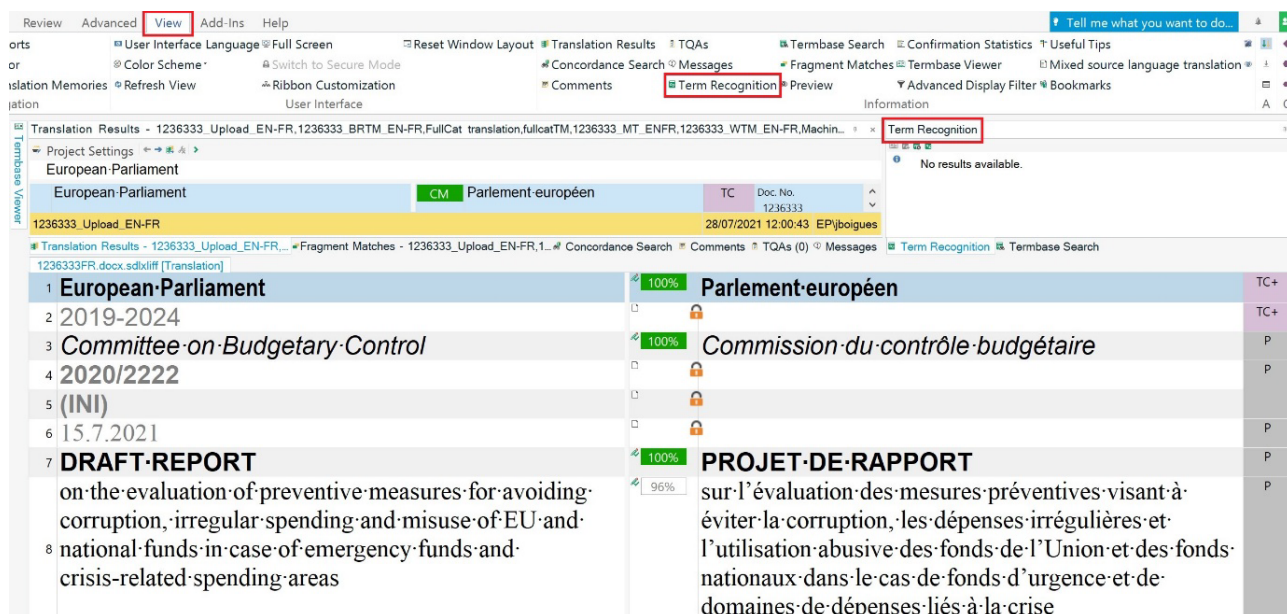 Review Advanced View Add-Ins Help Tell me what you want to do...
orts User Interface Language Full Screen Reset Window Layout Translation Results TQAs Termbase Search Confirmation Statistics Useful Tips
or Color Scheme Switch to Secure Mode Concordance Search Messages Fragment Matches Termbase Viewer Mixed source language translation
nslation Memories Refresh View Ribbon Customization Comments Term Recognition Preview Advanced Display Filter Bookmarks
gation User Interface Information
Termbase Viewer
Translation Results - 1236333_Upload_EN-FR,1236333_BRTM_EN-FR,FullCat translation,fullcatTM,1236333_MT_ENFR,1236333_WTM_EN-FR,Machin...
Term Recognition
Project Settings
No results available.
European·Parliament
European·Parliament CM Parlement·européen TC Doc. No.
1236333
1236333_Upload_EN-FR 28/07/2021 12:00:43 EP\jboigues
Translation Results - 1236333_Upload_EN-FR,... Fragment Matches - 1236333_Upload_EN-FR,1... Concordance Search Comments TQAs (0) Messages Term Recognition Termbase Search
1236333FR.docx.sdlxliff [Translation]
1 European·Parliament 100% Parlement·européen TC+
2 2019-2024 TC+
3 Committee·on·Budgetary·Control 100% Commission·du·contrôle·budgétaire P
4 2020/2222 P
5 (INI)
6 15.7.2021 P
7 DRAFT·REPORT 100% PROJET·DE·RAPPORT P
on·the·evaluation·of·preventive·measures·for·avoiding· 96% sur·l'évaluation·des·mesures·préventives·visant·à· P
corruption,·irregular·spending·and·misuse·of·EU·and· éviter·la·corruption,·les·dépenses·irrégulières·et·
8 national·funds·in·case·of·emergency·funds·and· l'utilisation·abusive·des·fonds·de·l'Union·et·des·fonds·
crisis-related·spending·areas nationaux·dans·le·cas·de·fonds·d'urgence·et·de·
domaines·de·dépenses·liés·à·la·crise